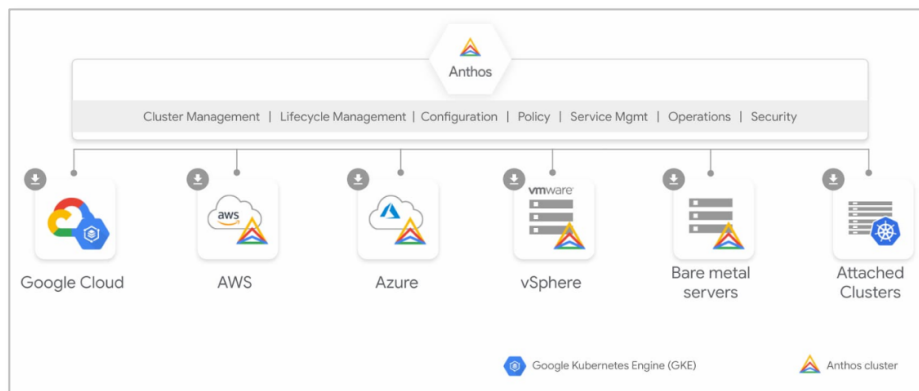 Anthos
Cluster Management | Lifecycle Management | Configuration | Policy | Service Mgmt | Operations | Security
aws
vmware
Google Cloud
AWS
Azure
vSphere
Bare metal
servers
Attached
Clusters
Google Kubernetes Engine (GKE)
Anthos cluster